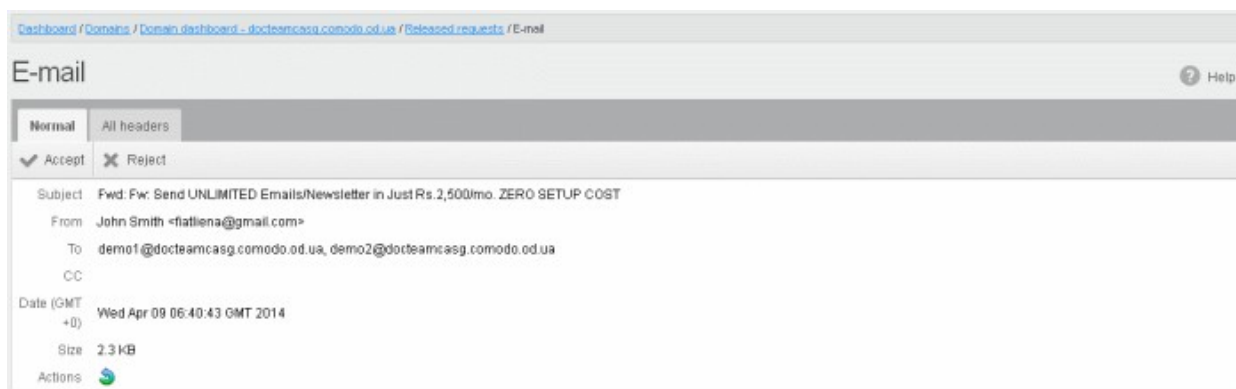 Dashboard / Domains / Domain dashboard - docteamcasg.comodo.od.ua / Released requests / E-mail
E-mail
Help
Normal All headers
Accept Reject
Subject Fwd: Fw: Send UNLIMITED Emails/Newsletter in Just Rs.2,500/mo. ZERO SETUP COST
From John Smith <fiatliena@gmail.com>
To demo1@docteamcasg.comodo.od.ua, demo2@docteamcasg.comodo.od.ua
CC
Date (GMT
+0) Wed Apr 09 06:40:43 GMT 2014
Size 2.3 KB
Actions